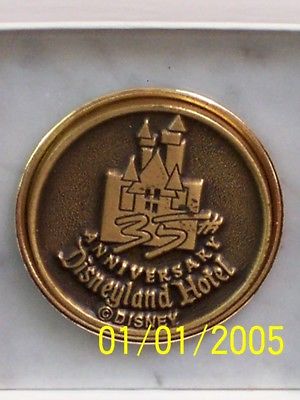 35th
ANNIVERSARY
Disneyland Hotel
© DISNEY
01/01/2005